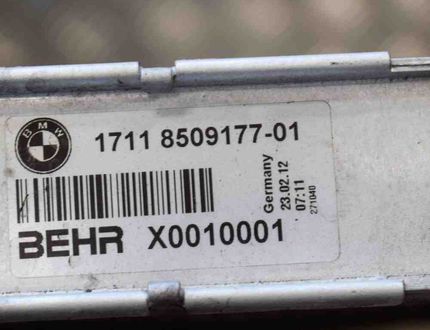 BMW
1711 8509177-01
BEHR X0010001
Germany
23.02.12
07:11
271040